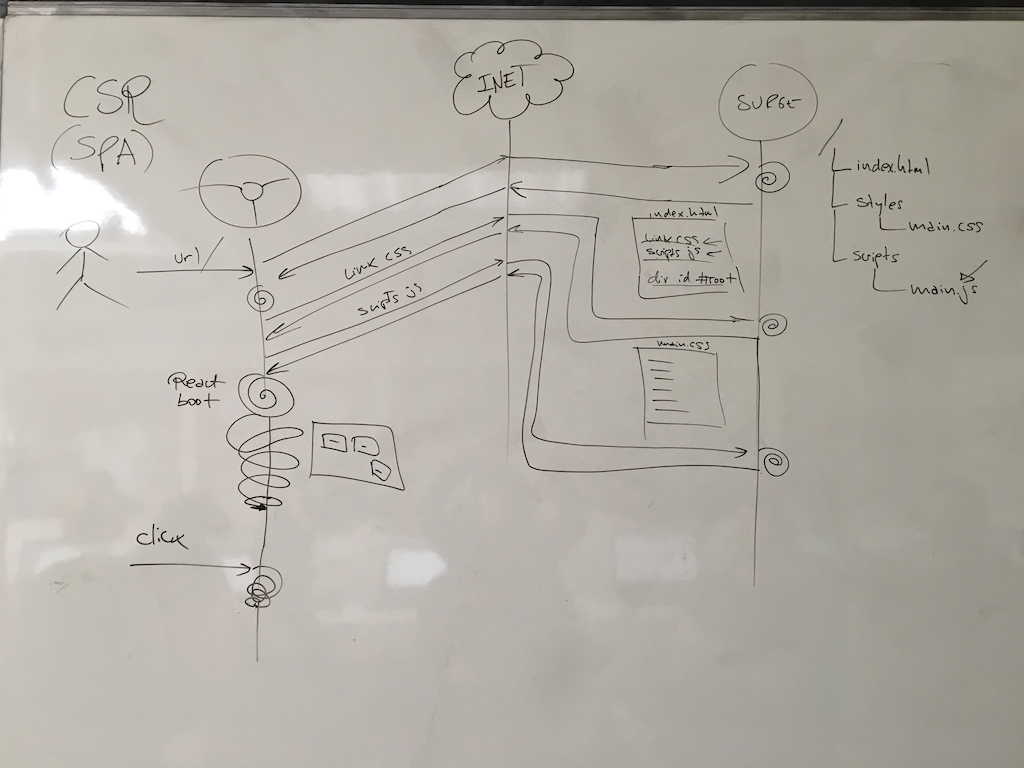 CSR
(SPA)
INET
SURGE
url/
Link css
scripts js
React
boot
click
index.html
Link css
scripts js
div id #root
main.css
/
index.html
styles
main.css
scripts
main.js